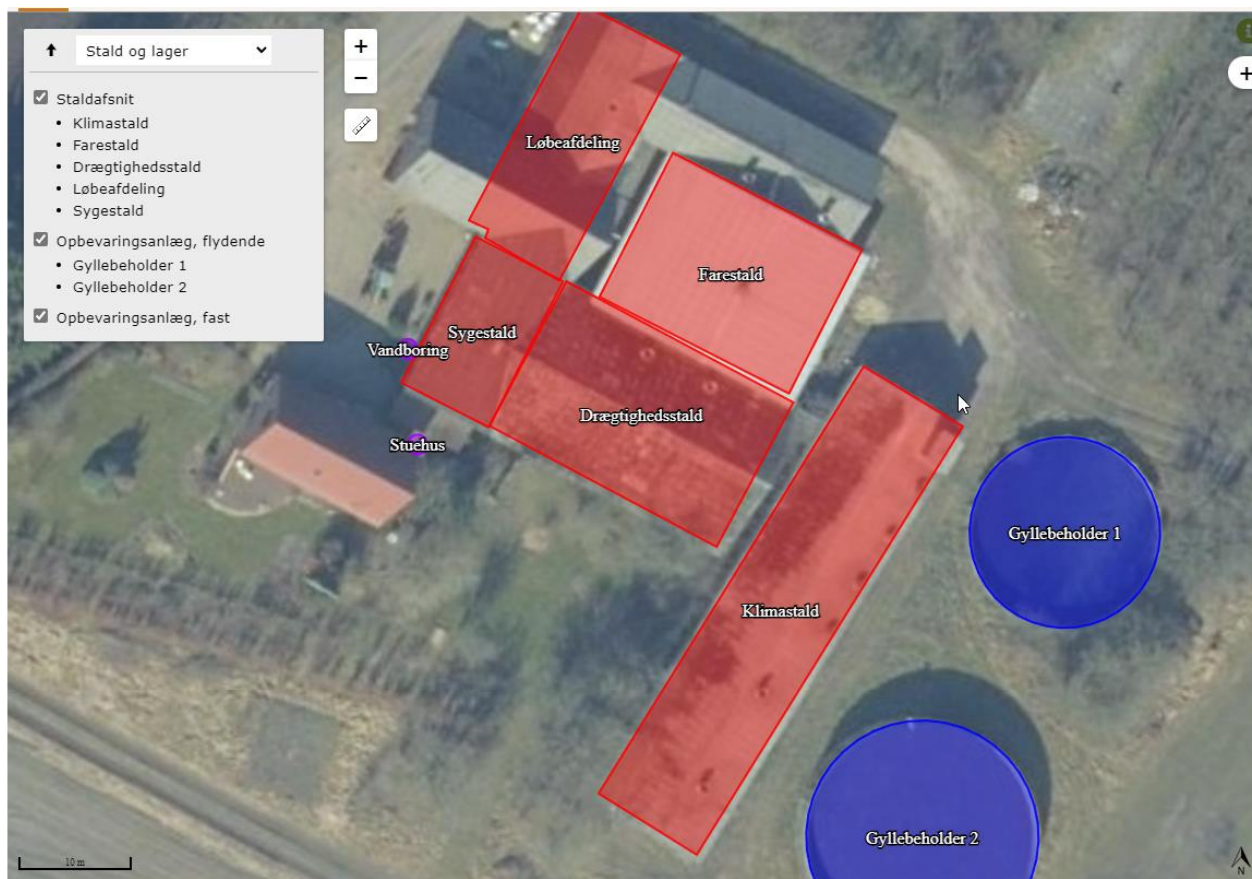 Stald og lager
Staldafsnit
Klimastald
Farestald
Drægtighedsstald
Løbeafdeling
Sygestald
Opbevaringsanlæg, flydende
Gyllebeholder 1
Gyllebeholder 2
Opbevaringsanlæg, fast
+
−
+
Løbeafdeling
Farestald
Sygestald
Vandboring
Drægtighedsstald
Stuehus
Gyllebeholder 1
Klimastald
Gyllebeholder 2
10 m
N